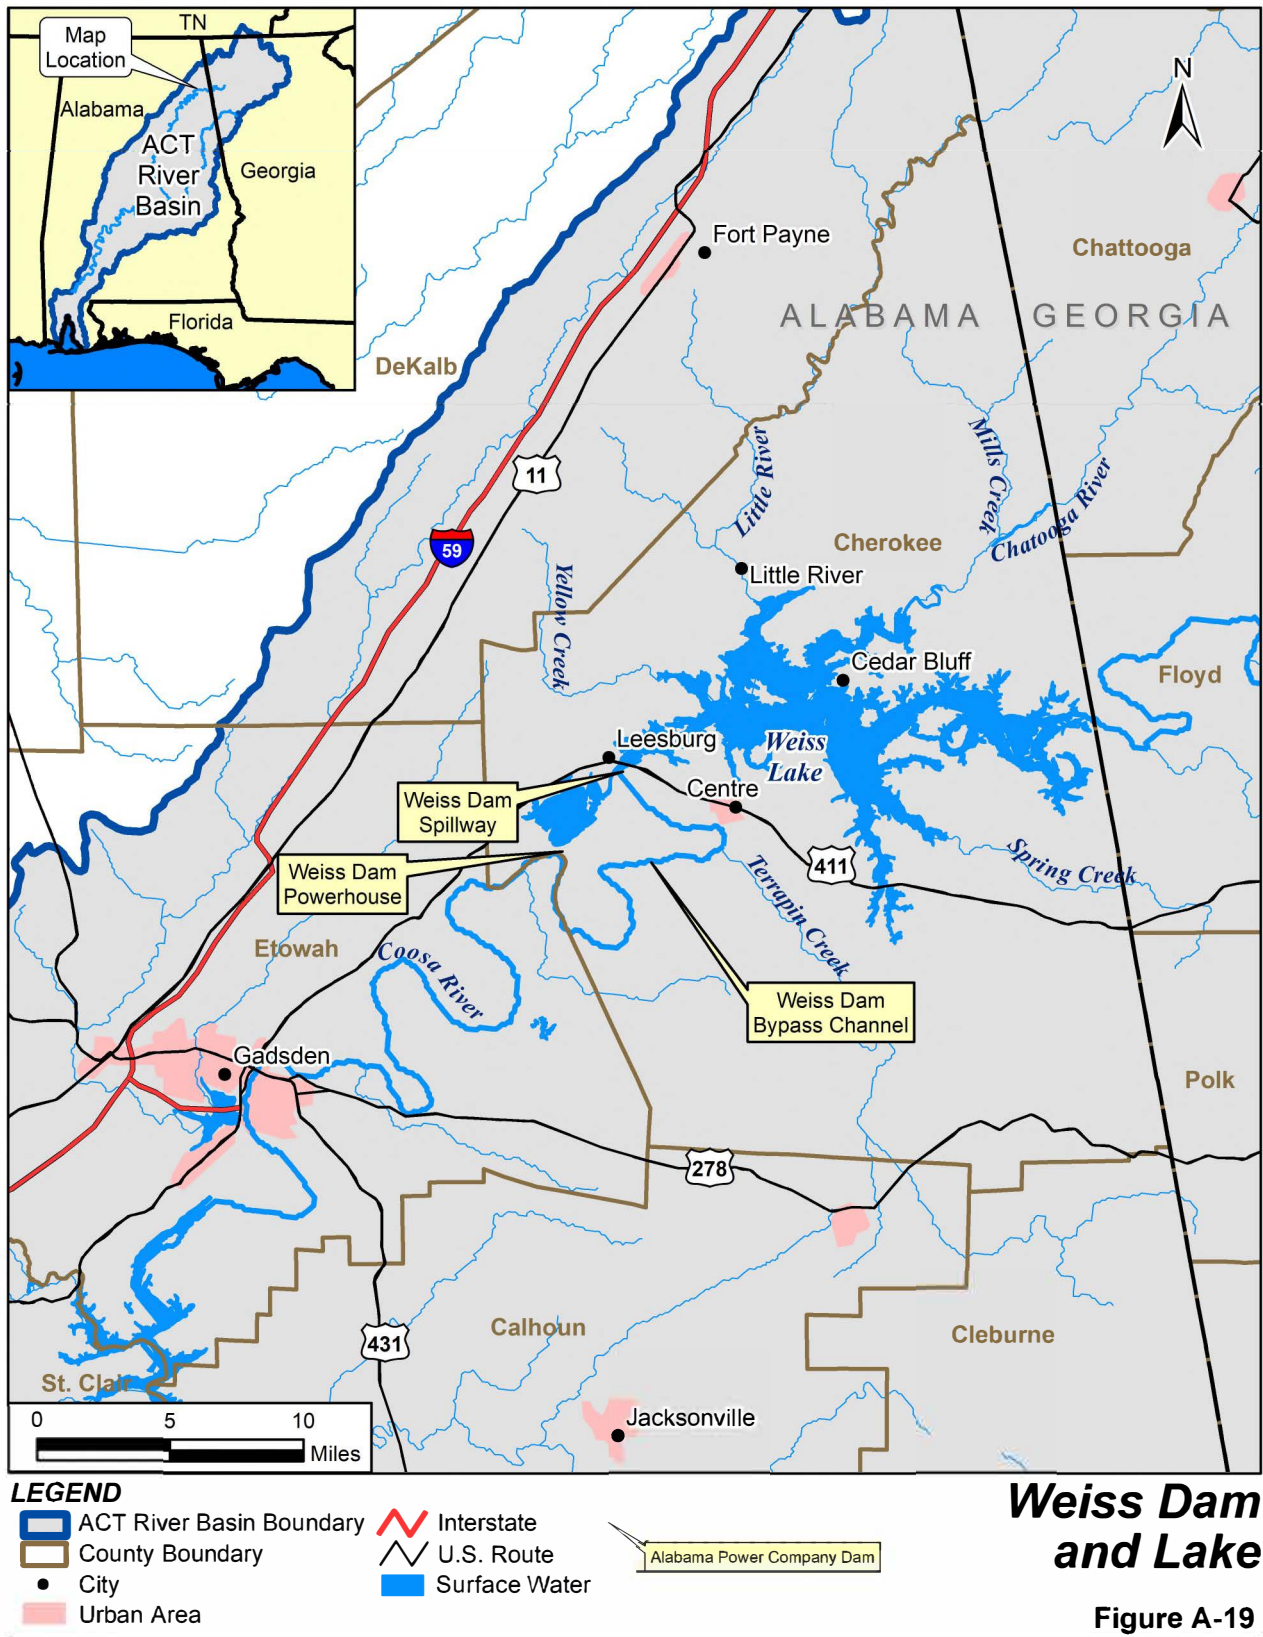 TN
Map
Location
Alabama
ACT
River
Basin
Georgia
Florida
N
Fort Payne
Chattooga
ALABAMA
GEORGIA
DeKalb
11
59
Little River
Mills Creek
Chatooga River
Cherokee
Little River
Yellow Creek
Cedar Bluff
Floyd
Leesburg
Weiss
Lake
Weiss Dam
Spillway
Centre
411
Spring Creek
Weiss Dam
Powerhouse
Terrapin Creek
Etowah
Coosa River
Weiss Dam
Bypass Channel
Gadsden
Polk
278
431
Calhoun
Cleburne
St. Clair
Jacksonville
0 5 10
Miles
LEGEND
ACT River Basin Boundary
County Boundary
City
Urban Area
Interstate
U.S. Route
Surface Water
Alabama Power Company Dam
Weiss Dam
and Lake
Figure A-19